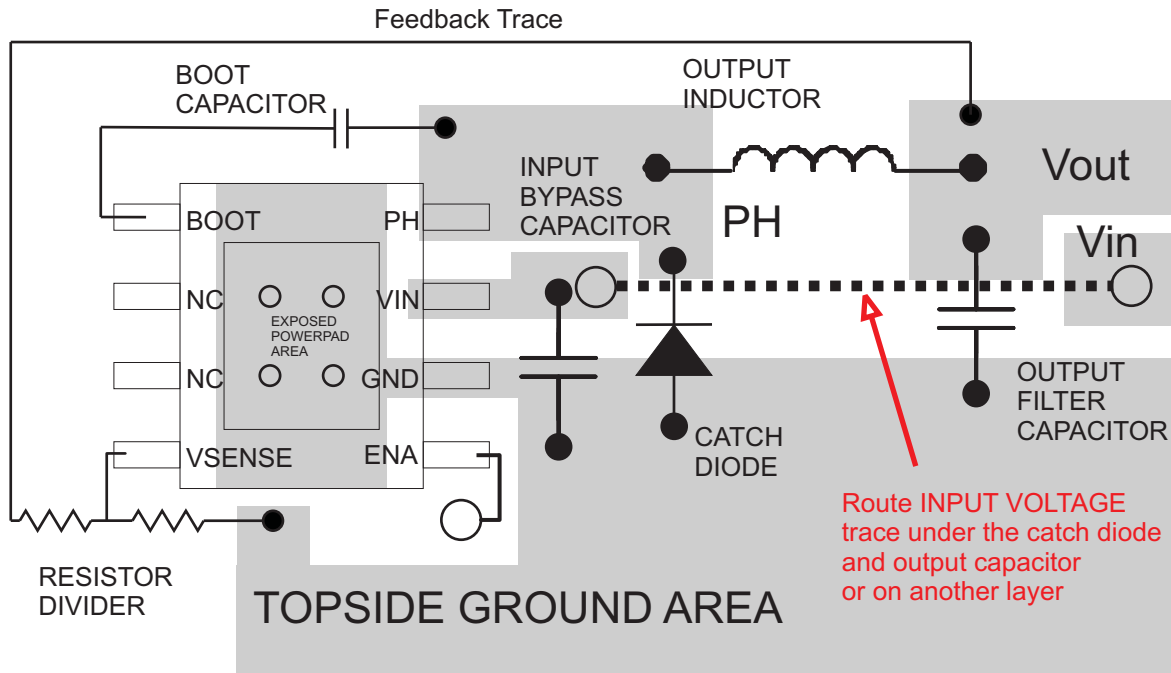 Feedback Trace
BOOT
CAPACITOR
OUTPUT
INDUCTOR
INPUT
BYPASS
CAPACITOR
Vout
PH
Vin
BOOT
PH
NC
VIN
EXPOSED
POWERPAD
AREA
NC
GND
VSENSE
ENA
CATCH
DIODE
OUTPUT
FILTER
CAPACITOR
Route INPUT VOLTAGE
trace under the catch diode
and output capacitor
or on another layer
RESISTOR
DIVIDER
TOPSIDE GROUND AREA